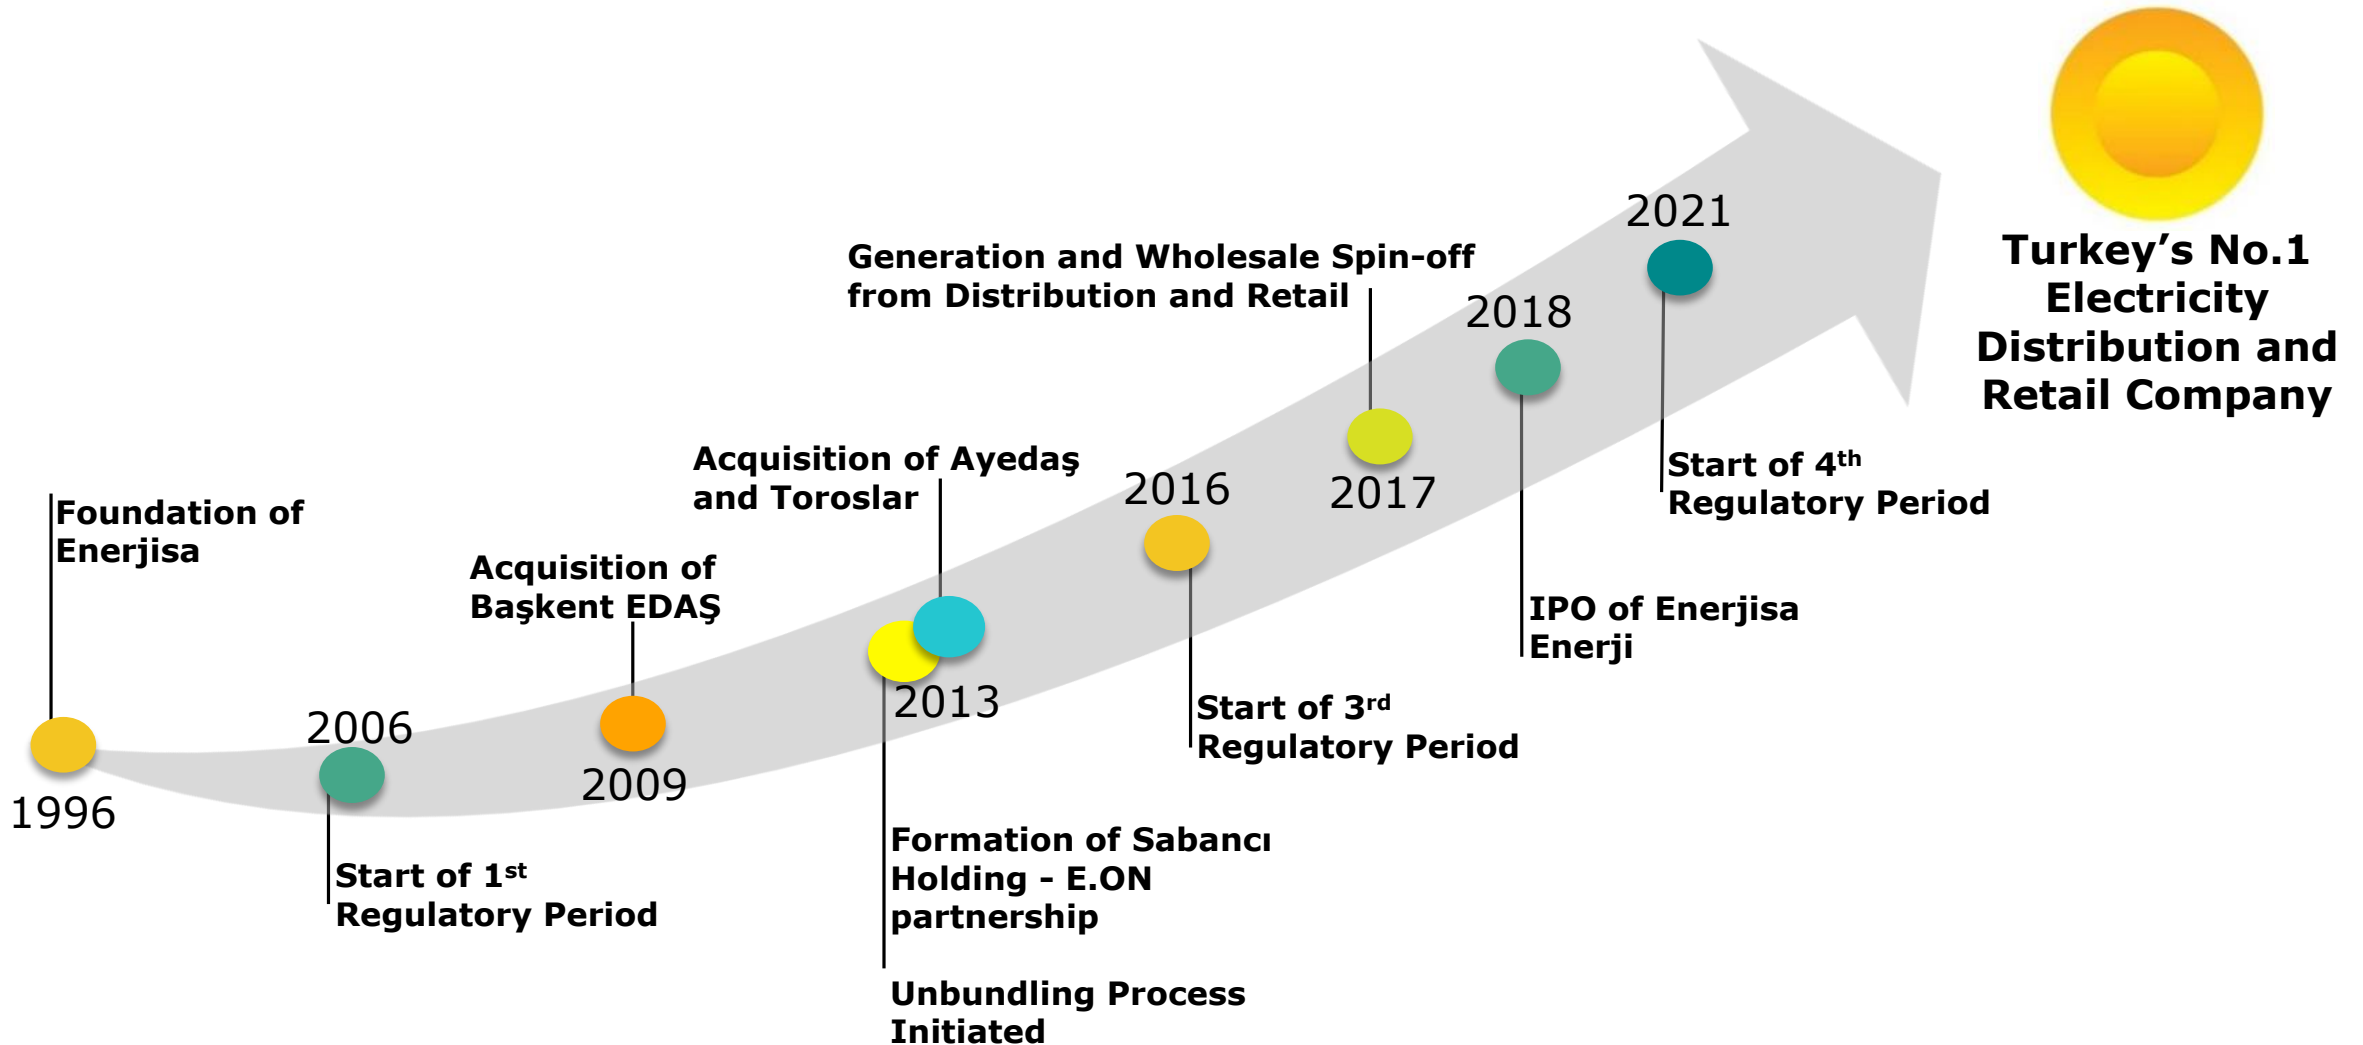 1996
Foundation of
Enerjisa
2006
Start of 1st
Regulatory Period
Acquisition of
Başkent EDAŞ
2009
Acquisition of Ayedaş
and Toroslar
2013
Formation of Sabancı
Holding - E.ON
partnership
Unbundling Process
Initiated
2016
Start of 3rd
Regulatory Period
Generation and Wholesale Spin-off
from Distribution and Retail
2017
2018
IPO of Enerjisa
Enerji
2021
Start of 4th
Regulatory Period
Turkey’s No.1
Electricity
Distribution and
Retail Company